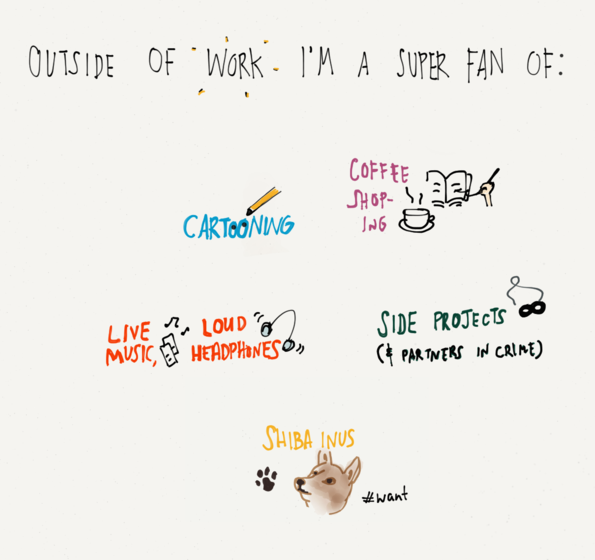 OUTSIDE OF WORK I'M A SUPER FAN OF:
COFFEE
SHOP-
ING
CARTOONING
LIVE
MUSIC,
LOUD
HEADPHONES
SIDE PROJECTS
(& PARTNERS IN CRIME)
SHIBA INUS
#want